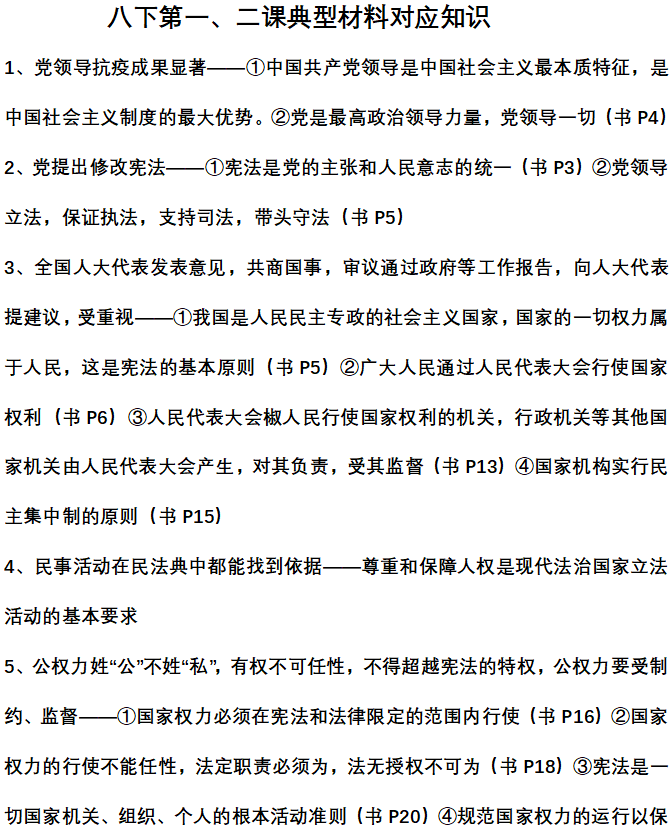 八下第一、二课典型材料对应知识
1、党领导抗疫成果显著——①中国共产党领导是中国社会主义最本质特征，是
中国社会主义制度的最大优势。②党是最高政治领导力量，党领导一切（书 P4）
2、党提出修改宪法——①宪法是党的主张和人民意志的统一（书 P3）②党领导
立法，保证执法，支持司法，带头守法（书 P5）
3、全国人大代表发表意见，共商国事，审议通过政府等工作报告，向人大代表
提建议，受重视——①我国是人民民主专政的社会主义国家，国家的一切权力属
于人民，这是宪法的基本原则（书 P5）②广大人民通过人民代表大会行使国家
权利（书 P6）③人民代表大会椒人民行使国家权利的机关，行政机关等其他国
家机关由人民代表大会产生，对其负责，受其监督（书 P13）④国家机构实行民
主集中制的原则（书 P15）
4、民事活动在民法典中都能找到依据——尊重和保障人权是现代法治国家立法
活动的基本要求
5、公权力姓“公”不姓“私”，有权不可任性，不得超越宪法的特权，公权力要受制
约、监督——①国家权力必须在宪法和法律限定的范围内行使（书 P16）②国家
权力的行使不能任性，法定职责必须为，法无授权不可为（书 P18）③宪法是一
切国家机关、组织、个人的根本活动准则（书 P20）④规范国家权力的运行以保